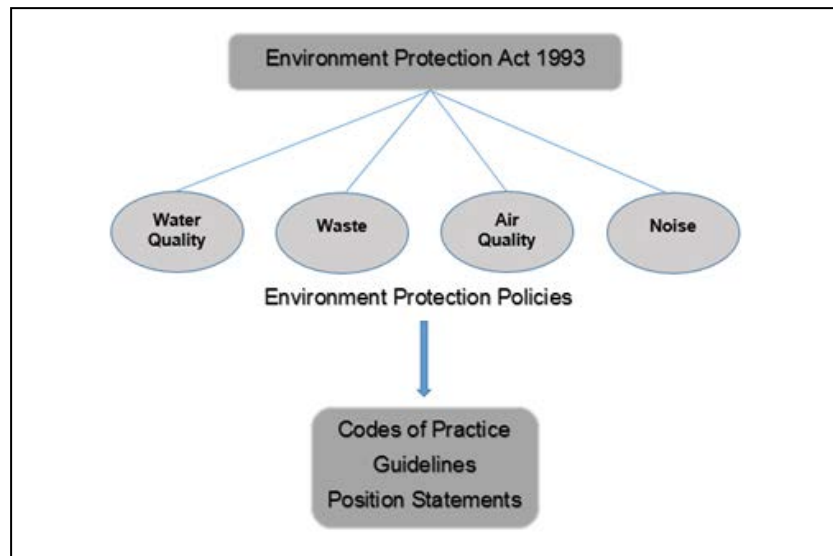 Environment Protection Act 1993
Water
Quality
Waste
Air
Quality
Noise
Environment Protection Policies
Codes of Practice
Guidelines
Position Statements